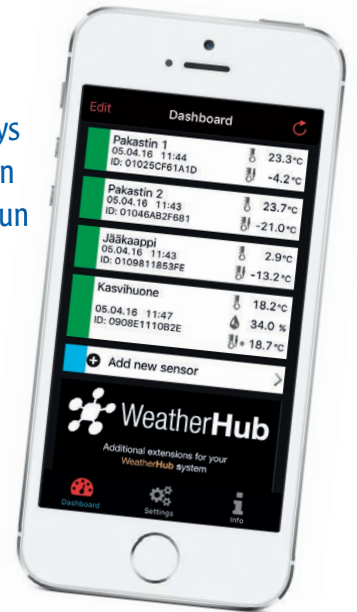 ys
n
un
Edit
Dashboard
Pakastin 1
05.04.16 11:44
ID: 01025CF61A1D
23.3°C
-4.2°C
Pakastin 2
05.04.16 11:43
ID: 01046AB2F681
23.7°C
-21.0°C
Jääkaappi
05.04.16 11:43
ID: 0109811853FE
2.9°C
-13.2°C
Kasvihuone
05.04.16 11:47
ID: 0908E1110B2E
18.2°C
34.0 %
18.7°C
Add new sensor
WeatherHub
Additional extensions for your
WeatherHub system
Dashboard
Settings
Info